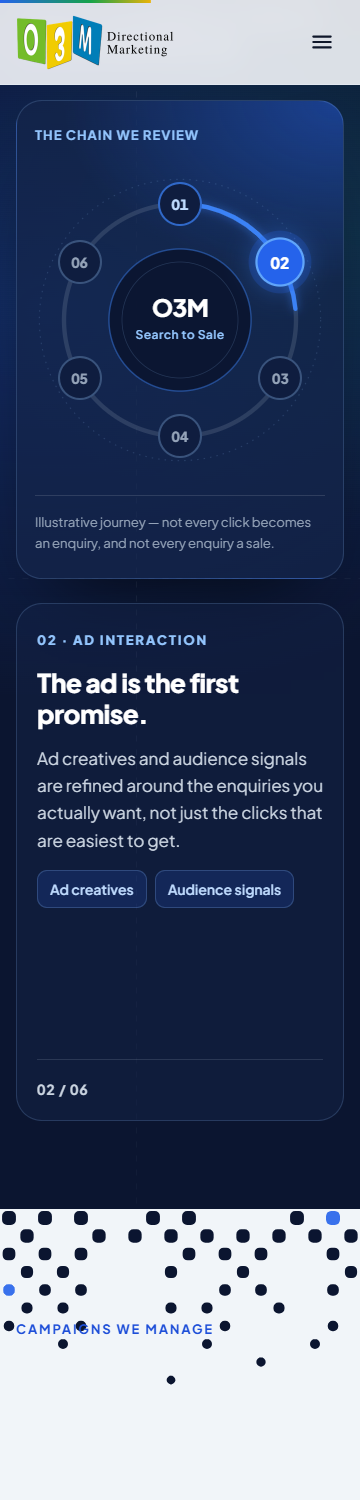 O3M Directional
Marketing
THE CHAIN WE REVIEW
01
02
03
04
05
06
O3M
Search to Sale
Illustrative journey — not every click becomes
an enquiry, and not every enquiry a sale.
02 · AD INTERACTION
The ad is the first
promise.
Ad creatives and audience signals
are refined around the enquiries you
actually want, not just the clicks that
are easiest to get.
Ad creatives
Audience signals
02 / 06
CAMPAIGNS WE MANAGE